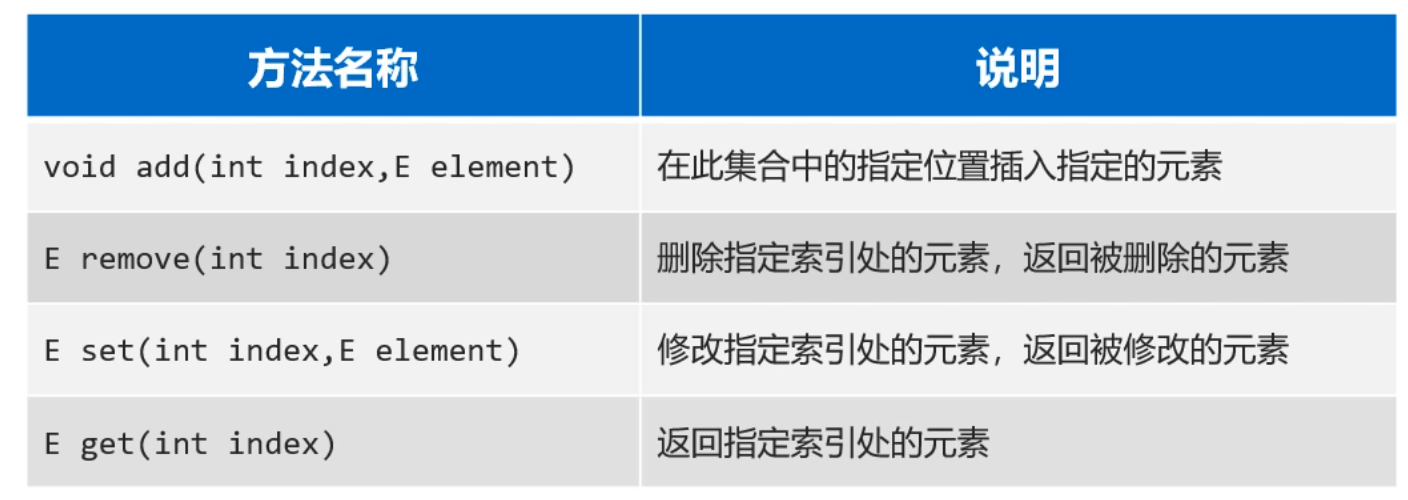 方法名称 说明
void add(int index,E element) 在此集合中的指定位置插入指定的元素
E remove(int index) 删除指定索引处的元素，返回被删除的元素
E set(int index,E element) 修改指定索引处的元素，返回被修改的元素
E get(int index) 返回指定索引处的元素